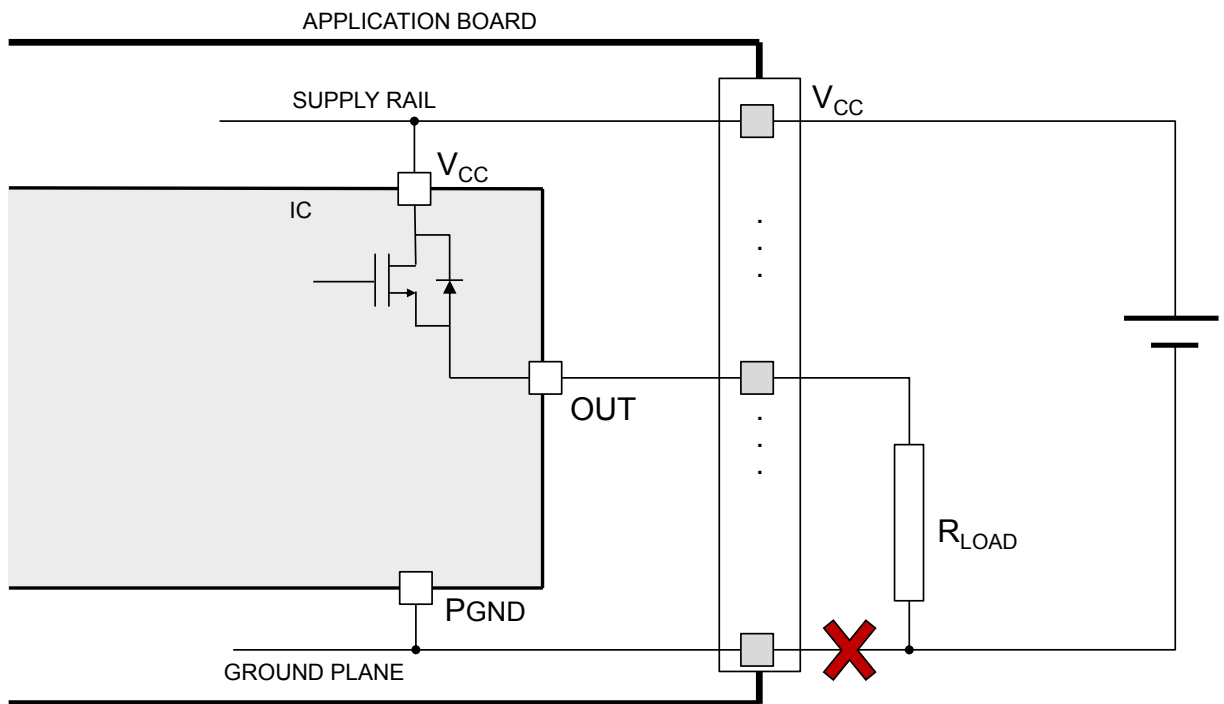 APPLICATION BOARD
SUPPLY RAIL
VCC
VCC
IC
OUT
RLOAD
PGND
GROUND PLANE